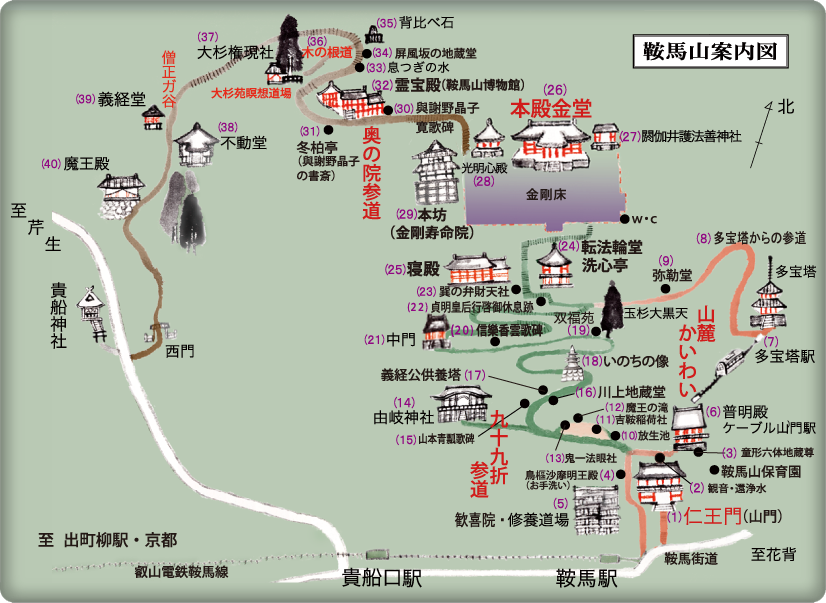 鞍馬山案内図
北
(37)
大杉権現社
(36)
木の根道
(35) 背比べ石
(34) 屏風坂の地蔵堂
(33) 息つぎの水
大杉苑瞑想道場
(32) 霊宝殿(鞍馬山博物館)
(30) 與謝野晶子
寛歌碑
(31)
冬柏亭
(與謝野晶子
の書斎)
奥の院参道
僧正ガ谷
(39) 義経堂
(38)
不動堂
(40) 魔王殿
(26)
本殿金堂
(27) 閼伽井護法善神社
光明心殿
(28)
金剛床
(29) 本坊
(金剛寿命院)
W・C
(24) 転法輪堂
洗心亭
(25) 寝殿
(23) 巽の弁財天社
(22) 貞明皇后行啓御休息跡
(21) 中門
(20) 信樂香雲歌碑
双福苑
(19)
玉杉大黒天
(9)
弥勒堂
(8) 多宝塔からの参道
多宝塔
(7)
多宝塔駅
山麓
かいわい
(18) いのちの像
義経公供養塔 (17)
(16) 川上地蔵堂
(14)
由岐神社
(15) 山本青瓢歌碑
九十九折
参道
(12) 魔王の滝
(11) 吉鞍稲荷社
(10) 放生池
(13) 鬼一法眼社
(6) 普明殿
ケーブル山門駅
(3) 童形六体地蔵尊
鞍馬山保育園
(2) 観音・還浄水
烏樞沙摩明王殿 (4)
(お手洗い)
(5)
歓喜院・修養道場
(1) 仁王門(山門)
至
芹
生
貴船神社
西門
至 出町柳駅・京都
叡山電鉄鞍馬線
貴船口駅
鞍馬駅
鞍馬街道
至花背